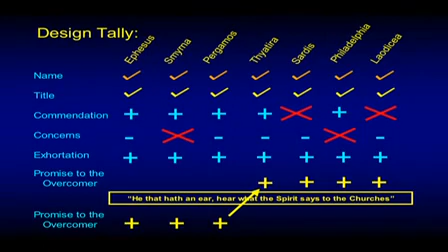 Design Tally:
Ephesus Smyrna Pergamos Thyatira Sardis Philadelphia Laodicea
Name ✓ ✓ ✓ ✓ ✓ ✓ ✓
Title ✓ ✓ ✓ ✓ ✓ ✓ ✓
Commendation + + + + X + X
Concerns - X - - - X -
Exhortation + + + + + + +
Promise to the
Overcomer + + + +
"He that hath an ear, hear what the Spirit says to the Churches"
Promise to the
Overcomer + + +